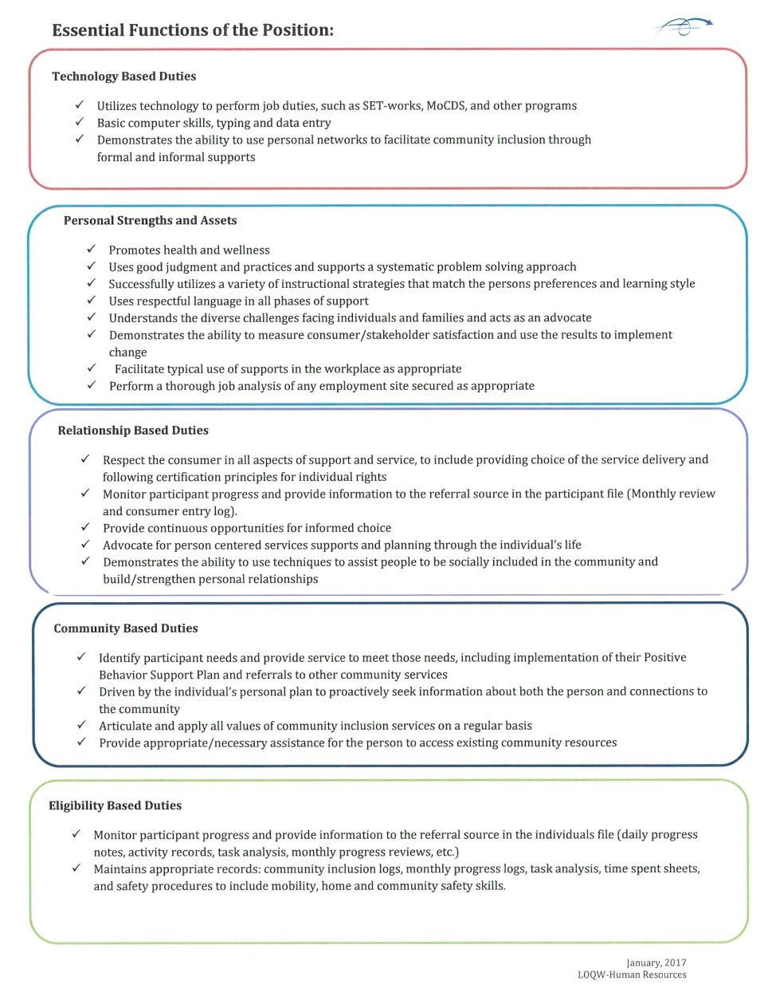 Essential Functions of the Position:
Technology Based Duties
✓ Utilizes technology to perform job duties, such as SET-works, MoCDS, and other programs
✓ Basic computer skills, typing and data entry
✓ Demonstrates the ability to use personal networks to facilitate community inclusion through
formal and informal supports
Personal Strengths and Assets
✓ Promotes health and wellness
✓ Uses good judgment and practices and supports a systematic problem solving approach
✓ Successfully utilizes a variety of instructional strategies that match the persons preferences and learning style
✓ Uses respectful language in all phases of support
✓ Understands the diverse challenges facing individuals and families and acts as an advocate
✓ Demonstrates the ability to measure consumer/stakeholder satisfaction and use the results to implement
change
✓ Facilitate typical use of supports in the workplace as appropriate
✓ Perform a thorough job analysis of any employment site secured as appropriate
Relationship Based Duties
✓ Respect the consumer in all aspects of support and service, to include providing choice of the service delivery and
following certification principles for individual rights
✓ Monitor participant progress and provide information to the referral source in the participant file (Monthly review
and consumer entry log).
✓ Provide continuous opportunities for informed choice
✓ Advocate for person centered services supports and planning through the individual's life
✓ Demonstrates the ability to use techniques to assist people to be socially included in the community and
build/strengthen personal relationships
Community Based Duties
✓ Identify participant needs and provide service to meet those needs, including implementation of their Positive
Behavior Support Plan and referrals to other community services
✓ Driven by the individual's personal plan to proactively seek information about both the person and connections to
the community
✓ Articulate and apply all values of community inclusion services on a regular basis
✓ Provide appropriate/necessary assistance for the person to access existing community resources
Eligibility Based Duties
✓ Monitor participant progress and provide information to the referral source in the individuals file (daily progress
notes, activity records, task analysis, monthly progress reviews, etc.)
✓ Maintains appropriate records: community inclusion logs, monthly progress logs, task analysis, time spent sheets,
and safety procedures to include mobility, home and community safety skills.
January, 2017
LOQW-Human Resources